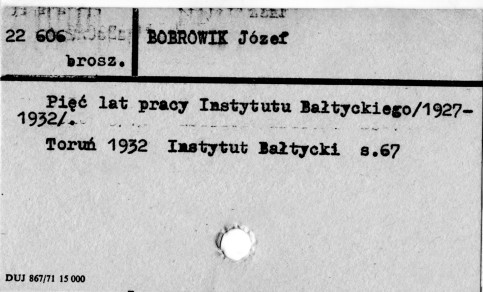 22 606
brosz.
BOBROWIK Józef
Pięć lat pracy Instytutu Bałtyckiego/1927-
1932/.
Toruń 1932 Instytut Bałtycki s.67
DUJ 867/71 15 000